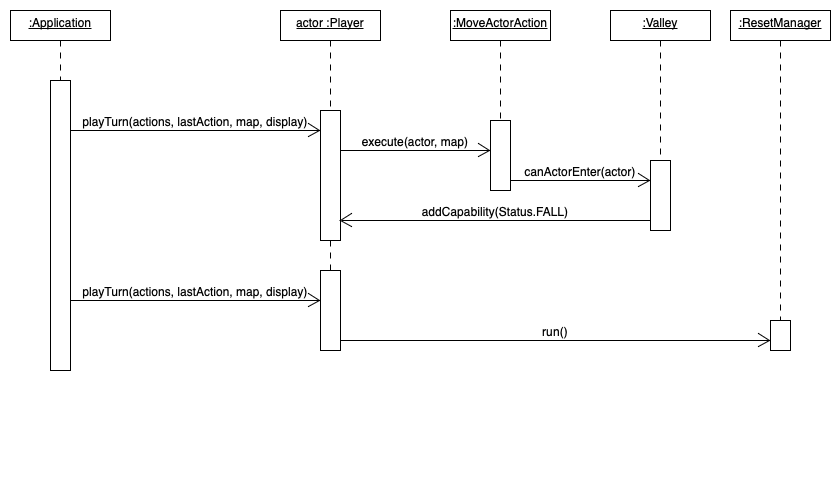 :Application
actor :Player
:MoveActorAction
:Valley
:ResetManager
playTurn(actions, lastAction, map, display)
execute(actor, map)
canActorEnter(actor)
addCapability(Status.FALL)
playTurn(actions, lastAction, map, display)
run()